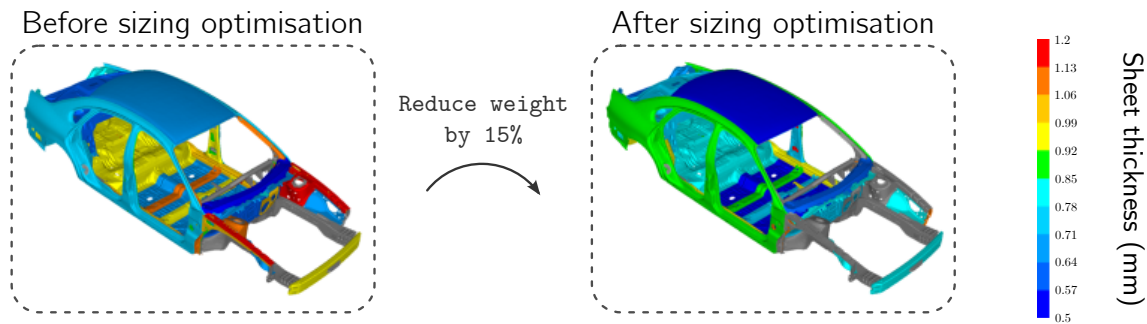 Before sizing optimisation
After sizing optimisation
Reduce weight
by 15%
1.2
1.13
1.06
0.99
0.92
0.85
0.78
0.71
0.64
0.57
0.5
Sheet thickness (mm)